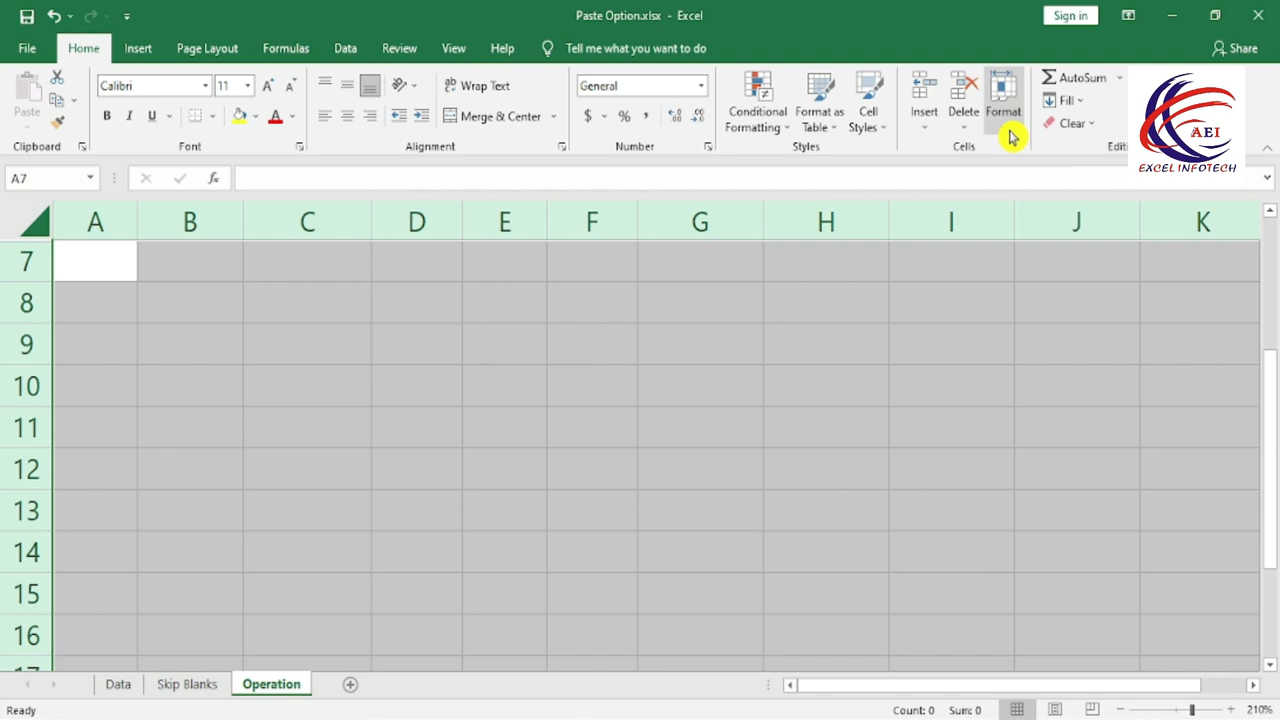 Paste Option.xlsx - Excel
Sign in
File Home Insert Page Layout Formulas Data Review View Help Tell me what you want to do Share
Paste
Clipboard
Calibri 11
B I U
Font
Wrap Text
Merge & Center
Alignment
General
$ % ,
Number
Conditional Formatting
Format as Table
Cell Styles
Styles
Insert
Delete
Format
Cells
AutoSum
Fill
Clear
Editi
AEI
EXCEL INFOTECH
A7
fx
A B C D E F G H I J K
7
8
9
10
11
12
13
14
15
16
17
Data Skip Blanks Operation
Ready
Count: 0 Sum: 0
210%